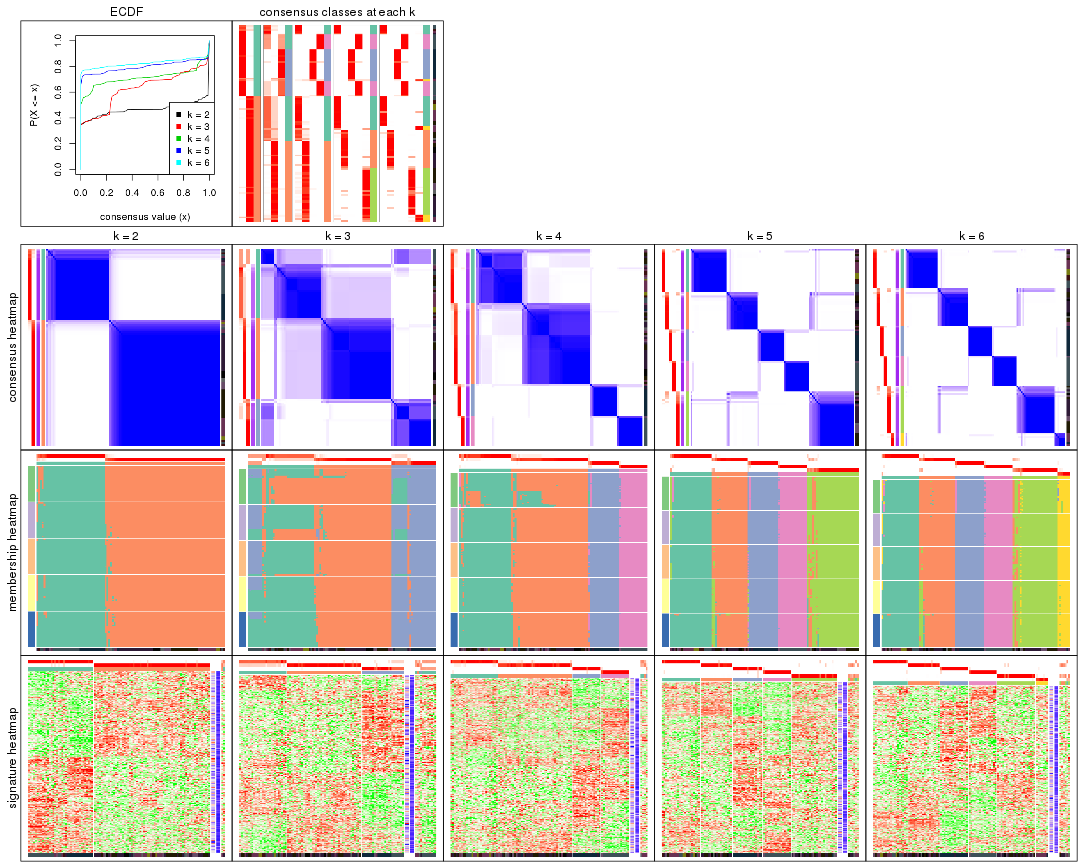 ECDF
consensus classes at each k
P(X <= x)
0.0 0.2 0.4 0.6 0.8 1.0
k = 2
k = 3
k = 4
k = 5
k = 6
0.0 0.2 0.4 0.6 0.8 1.0
consensus value (x)
k = 2
k = 3
k = 4
k = 5
k = 6
consensus heatmap
membership heatmap
signature heatmap